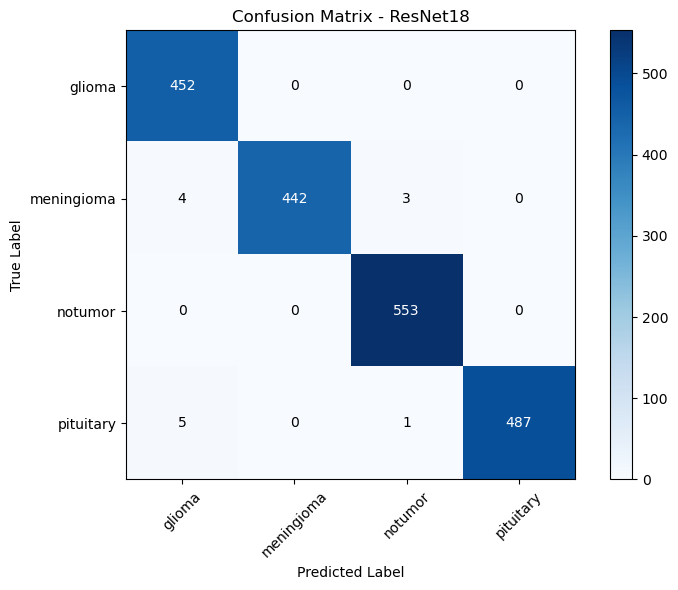 Confusion Matrix - ResNet18
True Label
glioma 452 0 0 0
meningioma 4 442 3 0
notumor 0 0 553 0
pituitary 5 0 1 487
glioma meningioma notumor pituitary
Predicted Label
500
400
300
200
100
0